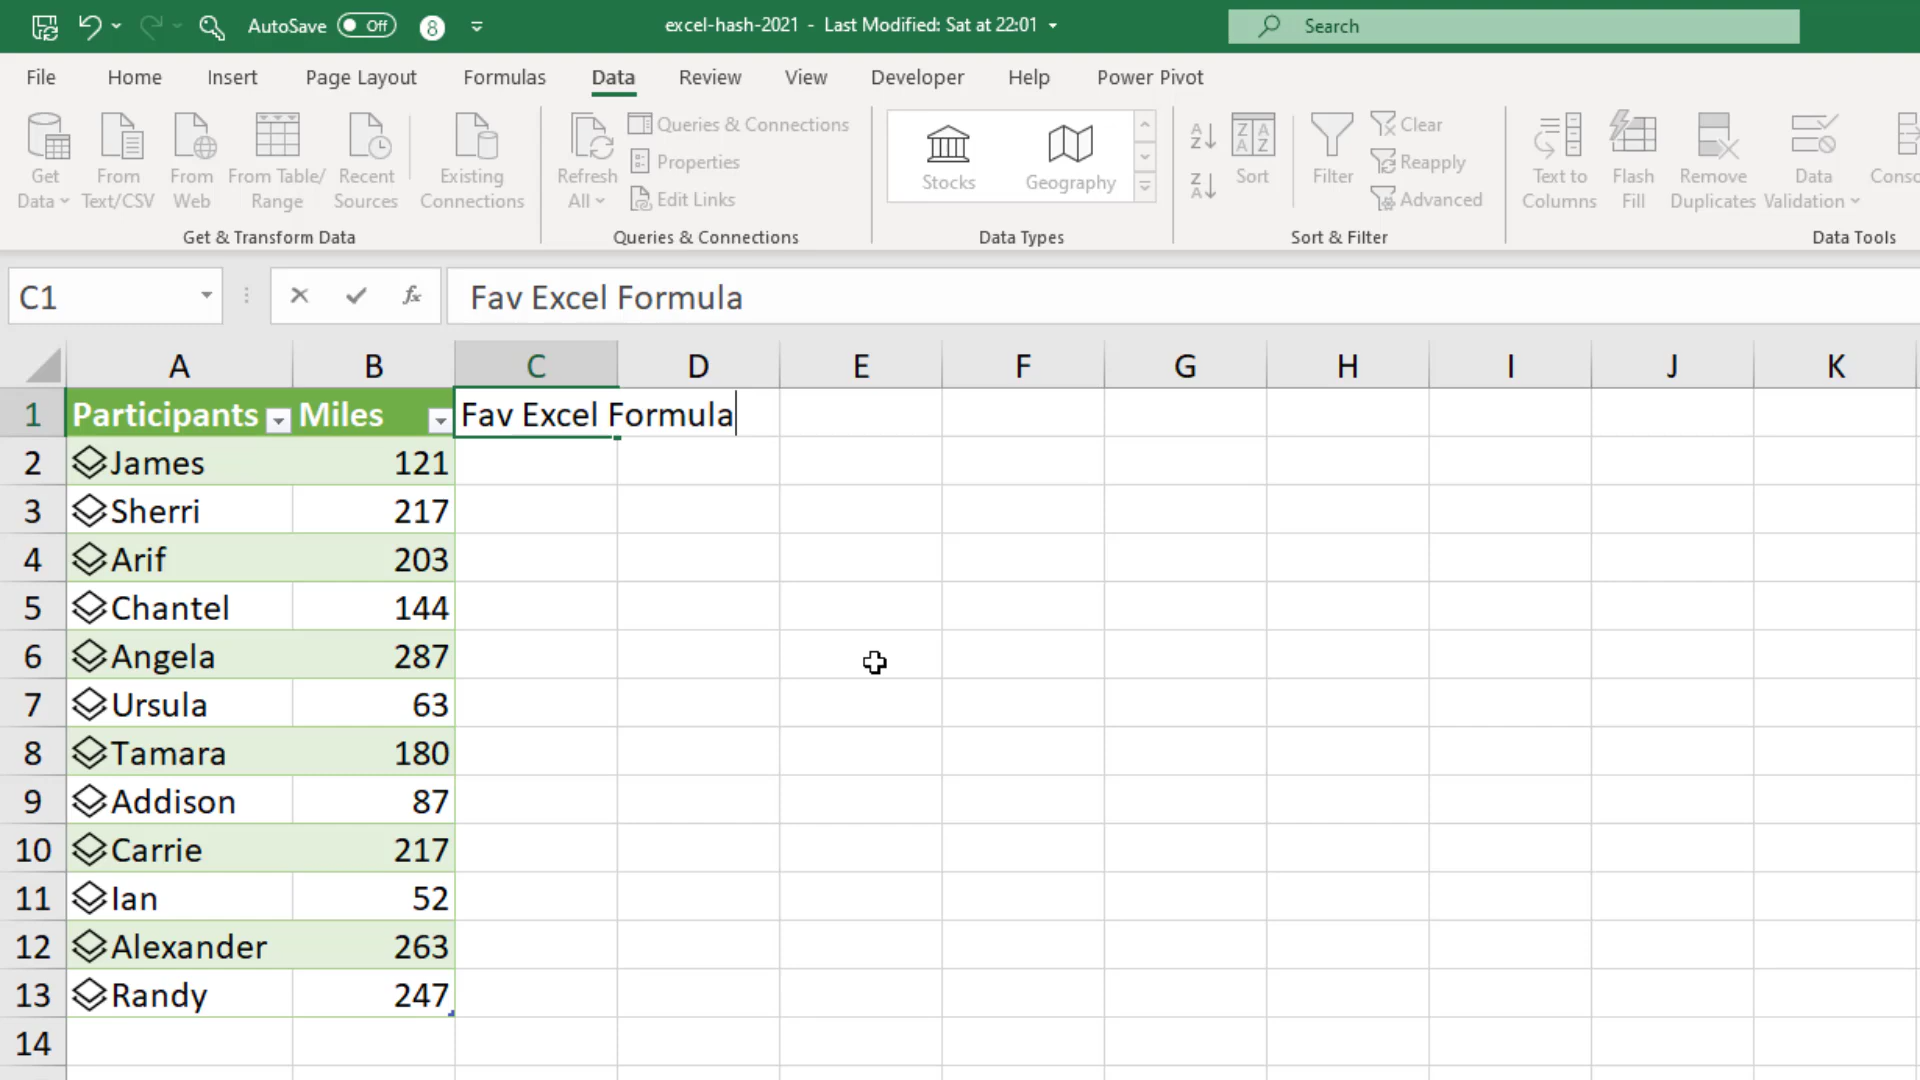 AutoSave Off 8 excel-hash-2021 - Last Modified: Sat at 22:01 Search
File Home Insert Page Layout Formulas Data Review View Developer Help Power Pivot
Get Data
From Text/CSV
From Web
From Table/ Range
Recent Sources
Existing Connections
Get & Transform Data
Refresh All
Queries & Connections
Properties
Edit Links
Queries & Connections
Stocks
Geography
Data Types
A Z
Z A
Z A A Z
Sort
Filter
Clear
Reapply
Advanced
Sort & Filter
Text to Columns
Flash Fill
Remove Duplicates
Data Validation
Data Tools
C1 fx Fav Excel Formula
A B C D E F G H I J K
1 Participants Miles Fav Excel Formula
2 James 121
3 Sherri 217
4 Arif 203
5 Chantel 144
6 Angela 287
7 Ursula 63
8 Tamara 180
9 Addison 87
10 Carrie 217
11 Ian 52
12 Alexander 263
13 Randy 247
14